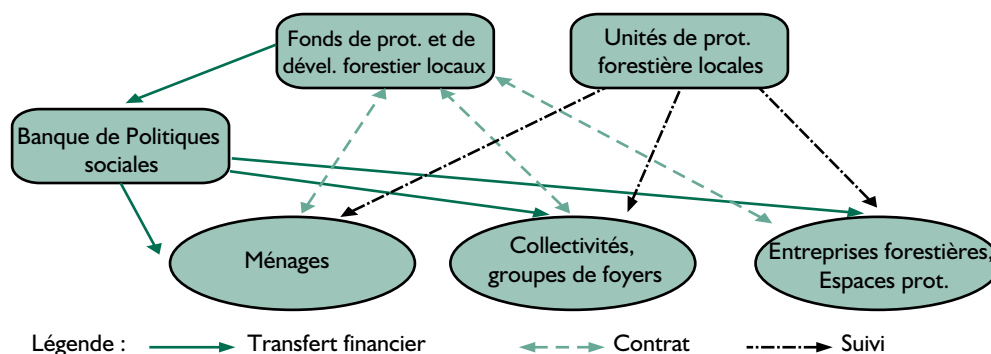 Fonds de prot. et de
dével. forestier locaux
Unités de prot.
forestière locales
Banque de Politiques
sociales
Ménages
Collectivités,
groupes de foyers
Entreprises forestières,
Espaces prot.
Légende : Transfert financier Contrat Suivi